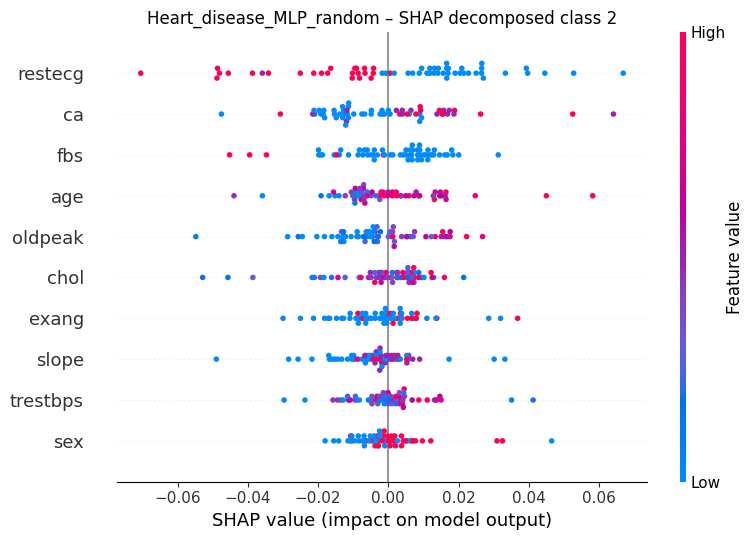 Heart_disease_MLP_random – SHAP decomposed class 2
High
restecg
ca
fbs
age
oldpeak
chol
exang
slope
trestbps
sex
Feature value
Low
−0.06 −0.04 −0.02 0.00 0.02 0.04 0.06
SHAP value (impact on model output)